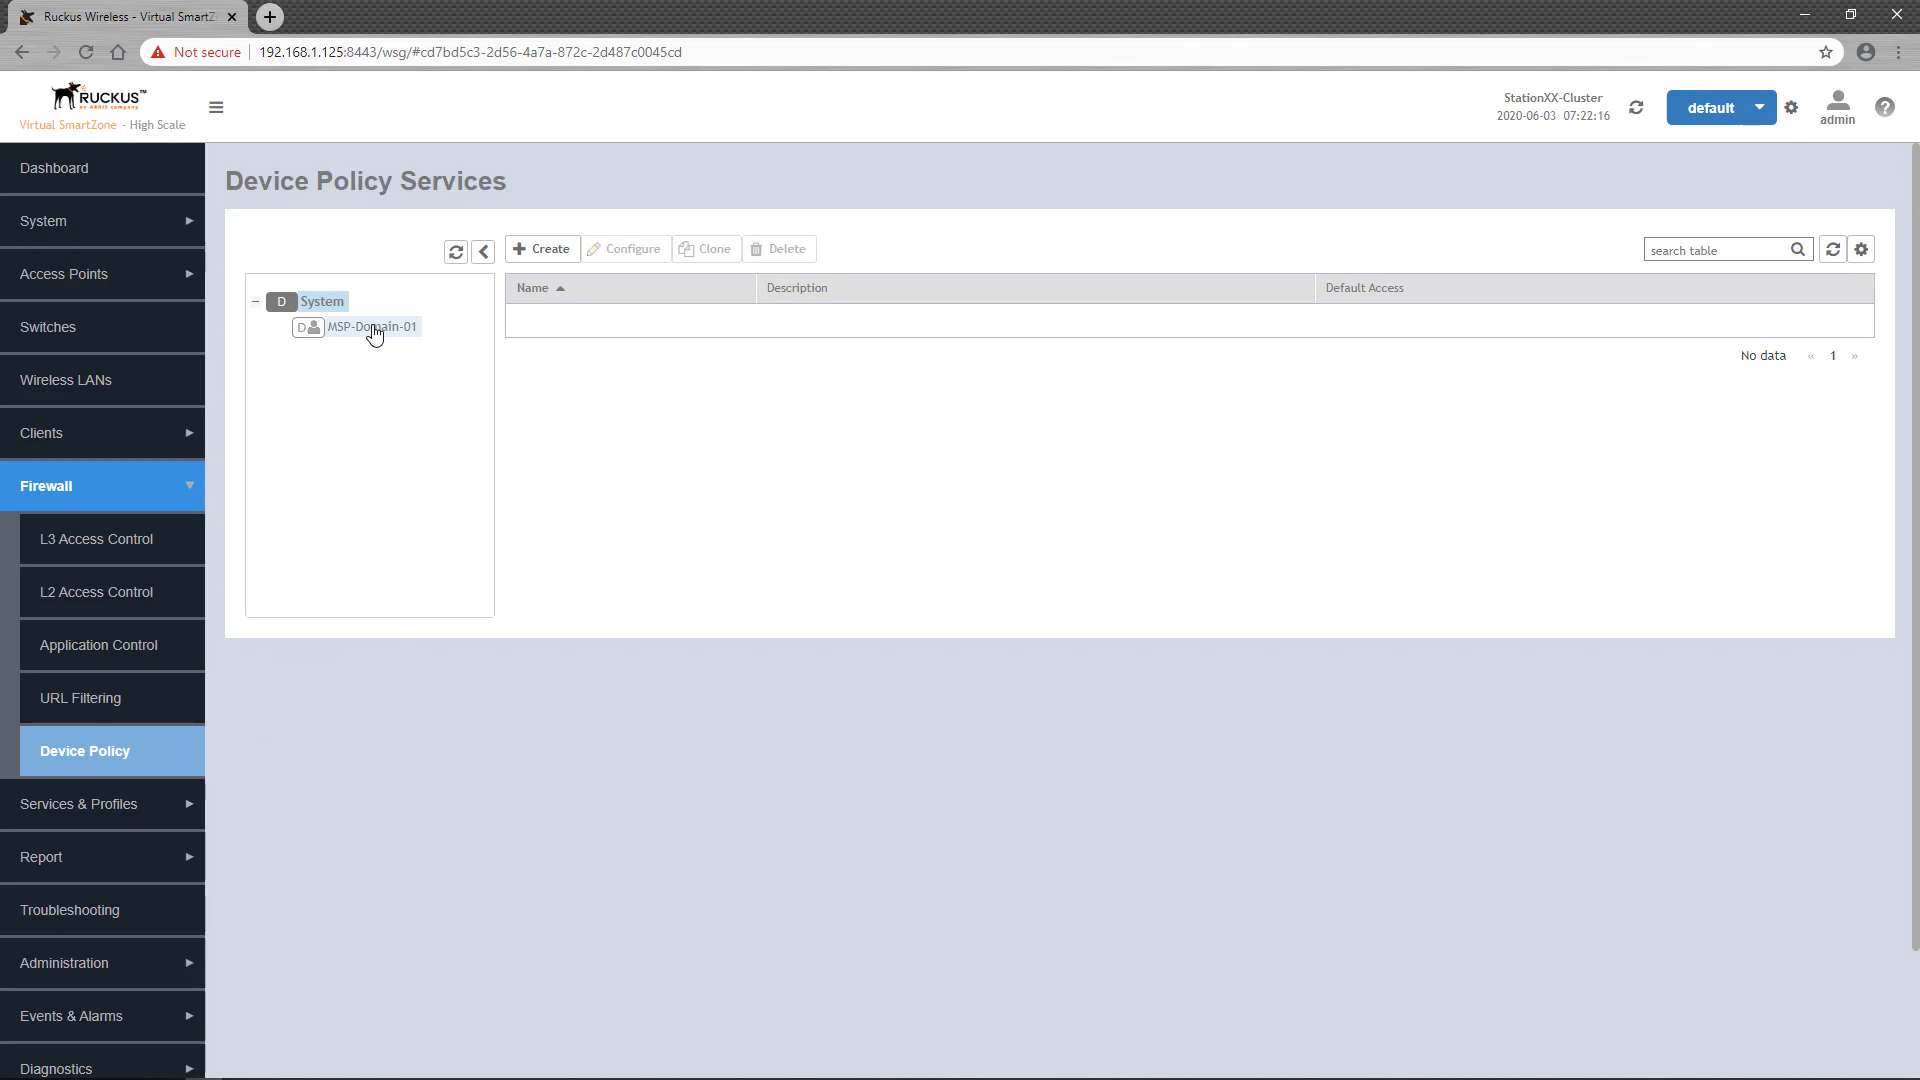 Ruckus Wireless - Virtual SmartZ
Not secure
192.168.1.125:8443/wsg/#cd7bd5c3-2d56-4a7a-872c-2d487c0045cd
RUCKUS™
an ARRIS company
Virtual SmartZone - High Scale
StationXX-Cluster
2020-06-03 07:22:16
default
admin
Dashboard
System
Access Points
Switches
Wireless LANs
Clients
Firewall
L3 Access Control
L2 Access Control
Application Control
URL Filtering
Device Policy
Services & Profiles
Report
Troubleshooting
Administration
Events & Alarms
Diagnostics
Device Policy Services
Create
Configure
Clone
Delete
search table
D System
D MSP-Domain-01
Name
Description
Default Access
No data « 1 »